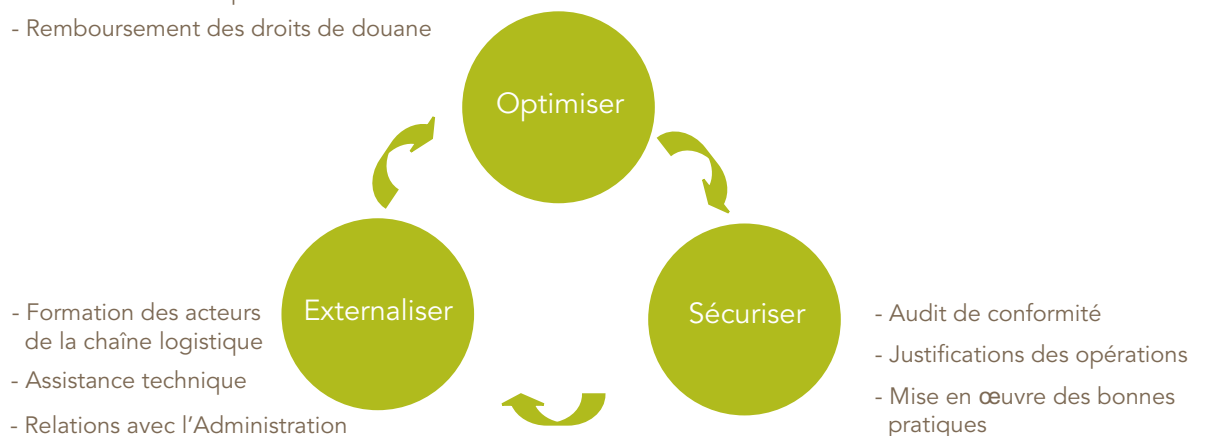 - Remboursement des droits de douane
Optimiser
Externaliser
Sécuriser
- Formation des acteurs
de la chaîne logistique
- Assistance technique
- Relations avec l'Administration
- Audit de conformité
- Justifications des opérations
- Mise en œuvre des bonnes
pratiques